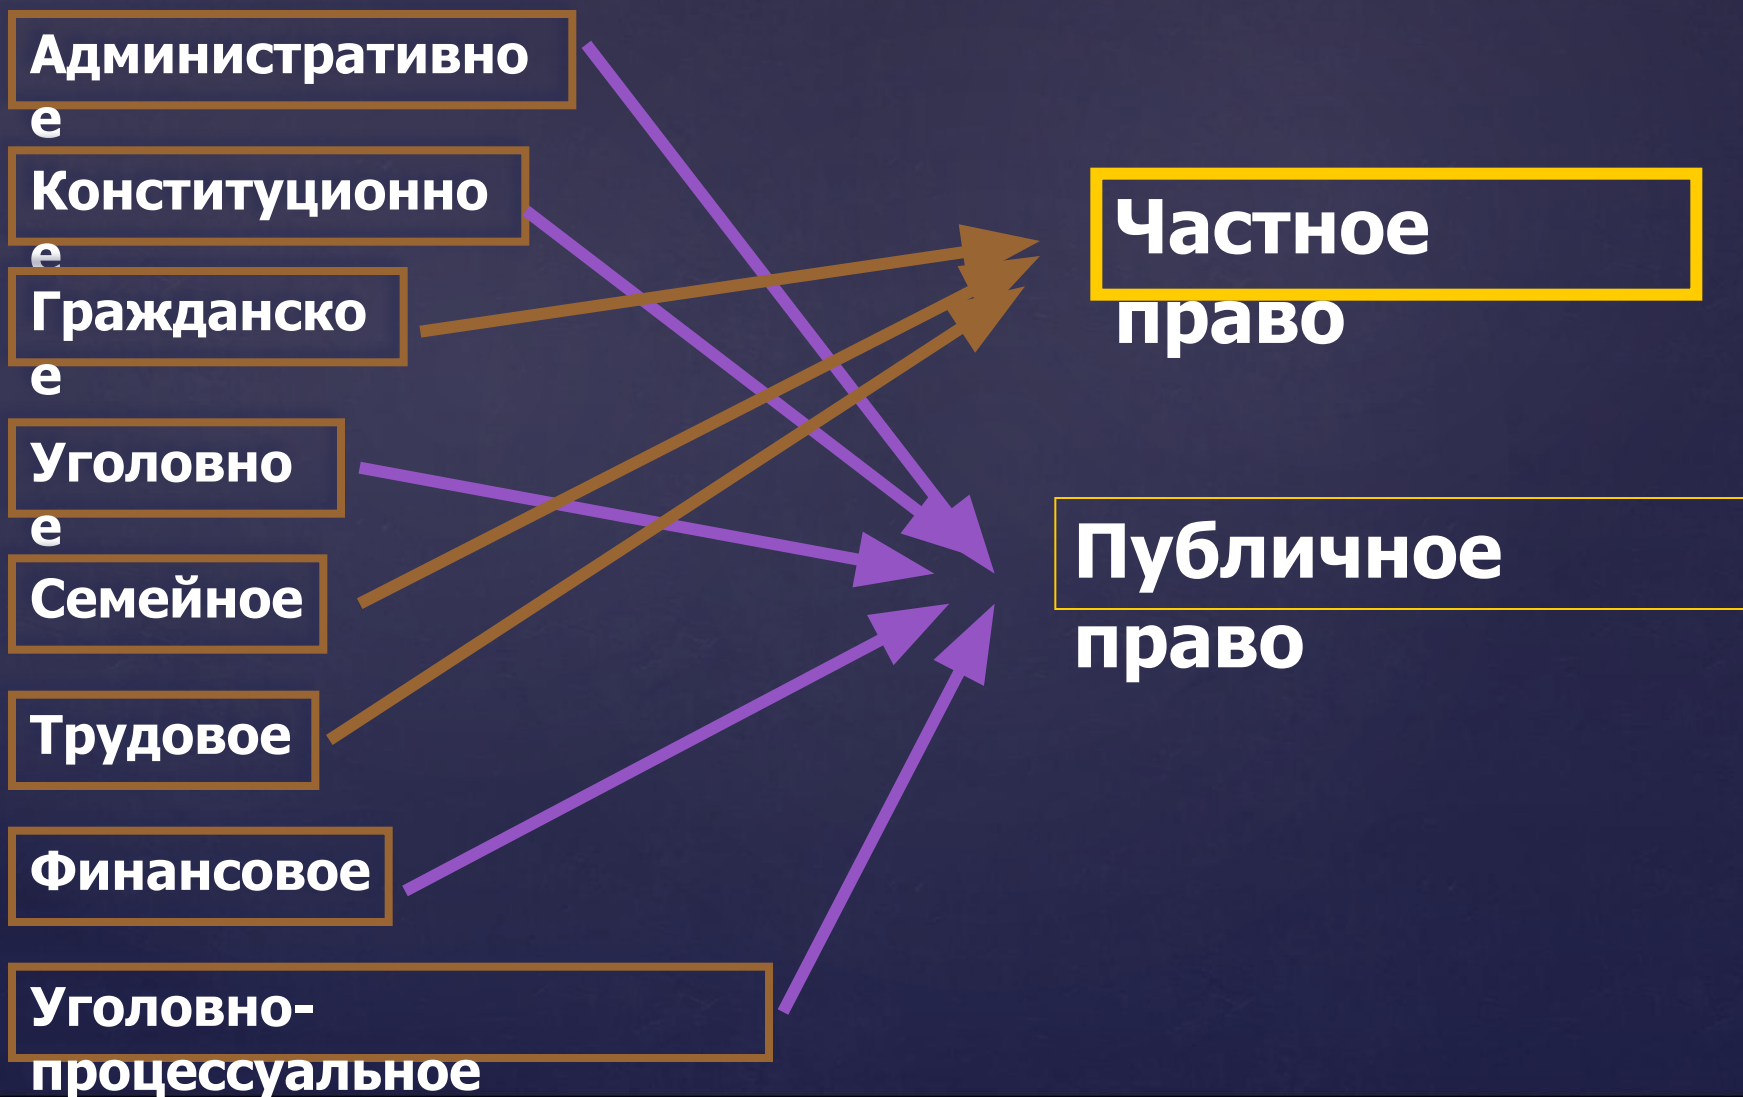 Административно
е
Конституционно
е
Гражданско
е
Уголовно
е
Семейное
Трудовое
Финансовое
Уголовно-
процессуальное
Частное
право
Публичное
право